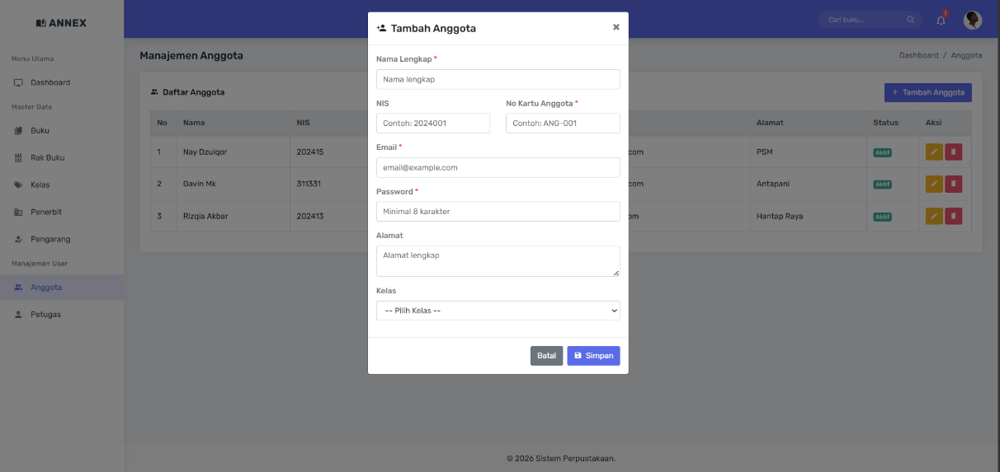 ANNEX
Menu Utama
Dashboard
Master Data
Buku
Rak Buku
Kelas
Penerbit
Pengarang
Manajemen User
Anggota
Petugas
Cari buku...
Manajemen Anggota
Dashboard / Anggota
Daftar Anggota
+ Tambah Anggota
No Nama NIS Alamat Status Aksi
1 Nay Dzulqor 202415 com PSM Aktif
2 Gavin Mk 311331 com Antapani Aktif
3 Rizqia Akbar 202413 om Hantap Raya Aktif
Tambah Anggota
Nama Lengkap *
Nama lengkap
NIS No Kartu Anggota *
Contoh: 2024001 Contoh: ANG-001
Email *
email@example.com
Password *
Minimal 8 karakter
Alamat
Alamat lengkap
Kelas
-- Pilih Kelas --
Batal Simpan
© 2026 Sistem Perpustakaan.